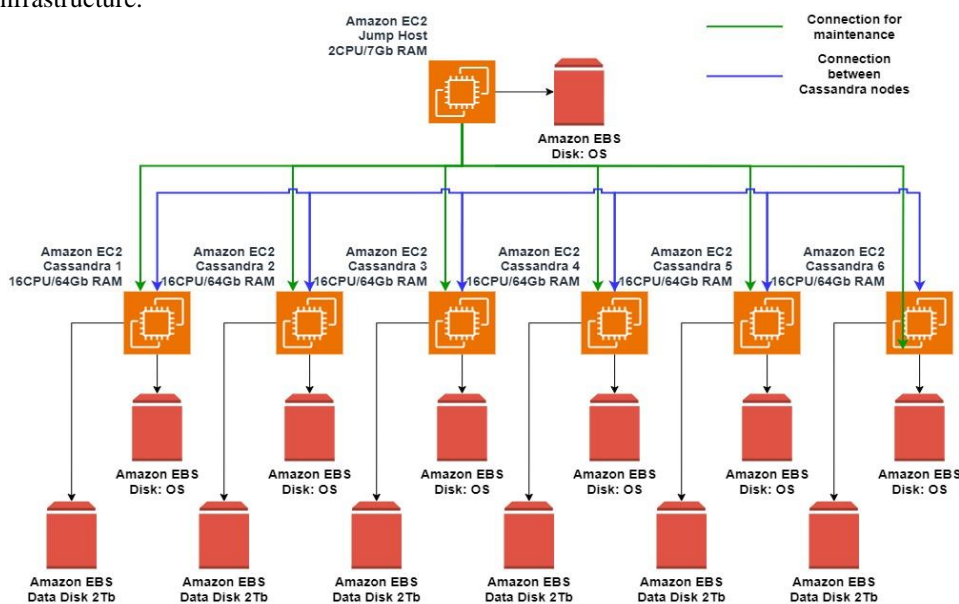 Amazon EC2
Jump Host
2CPU/7Gb RAM
Connection for
maintenance
Connection
between
Cassandra nodes
Amazon EBS
Disk: OS
Amazon EC2
Cassandra 1
16CPU/64Gb RAM
Amazon EC2
Cassandra 2
16CPU/64Gb RAM
Amazon EC2
Cassandra 3
16CPU/64Gb RAM
Amazon EC2
Cassandra 4
16CPU/64Gb RAM
Amazon EC2
Cassandra 5
16CPU/64Gb RAM
Amazon EC2
Cassandra 6
16CPU/64Gb RAM
Amazon EBS
Disk: OS
Amazon EBS
Disk: OS
Amazon EBS
Disk: OS
Amazon EBS
Disk: OS
Amazon EBS
Disk: OS
Amazon EBS
Disk: OS
Amazon EBS
Data Disk 2Tb
Amazon EBS
Data Disk 2Tb
Amazon EBS
Data Disk 2Tb
Amazon EBS
Data Disk 2Tb
Amazon EBS
Data Disk 2Tb
Amazon EBS
Data Disk 2Tb